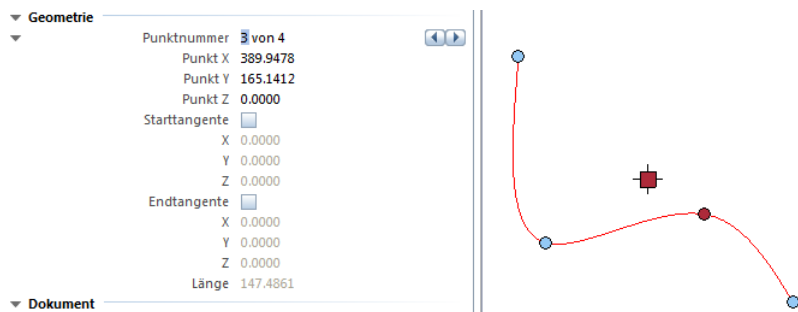 Geometrie
Punktnummer 3 von 4
Punkt X 389.9478
Punkt Y 165.1412
Punkt Z 0.0000
Starttangente
X 0.0000
Y 0.0000
Z 0.0000
Endtangente
X 0.0000
Y 0.0000
Z 0.0000
Länge 147.4861
Dokument